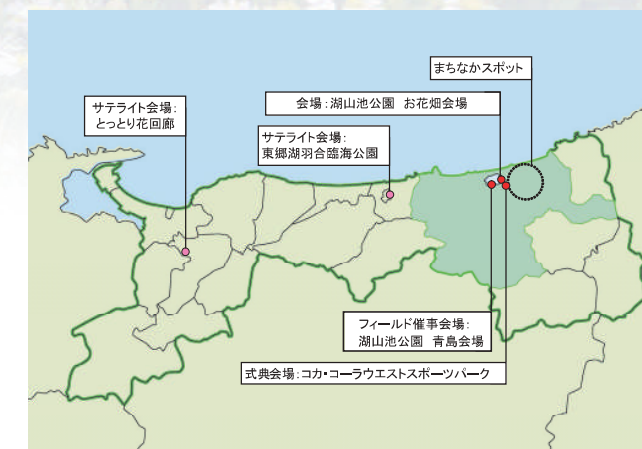 まちなかスポット
会場：湖山池公園　お花畑会場
サテライト会場：
とっとり花回廊
サテライト会場：
東郷湖羽合臨海公園
フィールド催事会場：
湖山池公園　青島会場
式典会場：コカ・コーラウエストスポーツパーク